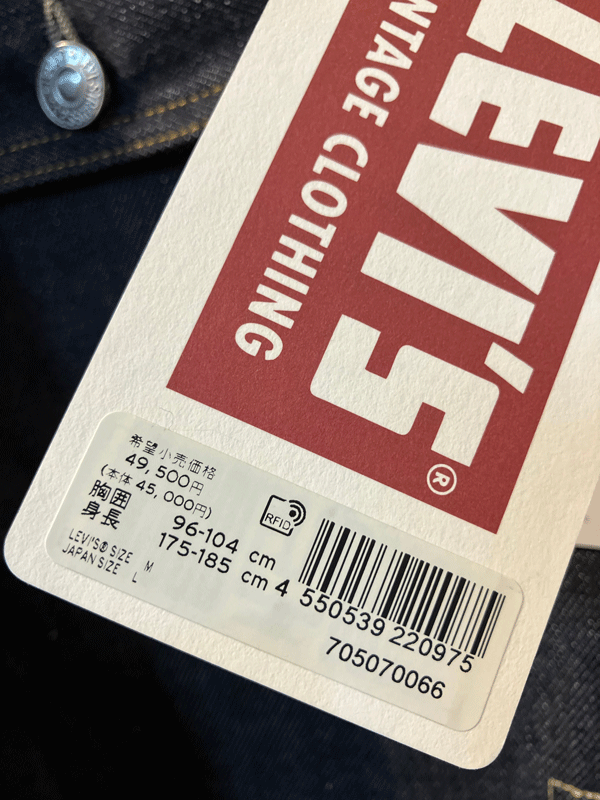 LEVI'S®
NTAGE CLOTHING
希望小売価格
49,500円
(本体 45,000円)
胸囲 96-104 cm
身長 175-185 cm
LEVI'S® SIZE M
JAPAN SIZE L
RFID
4 550539 220975
705070066